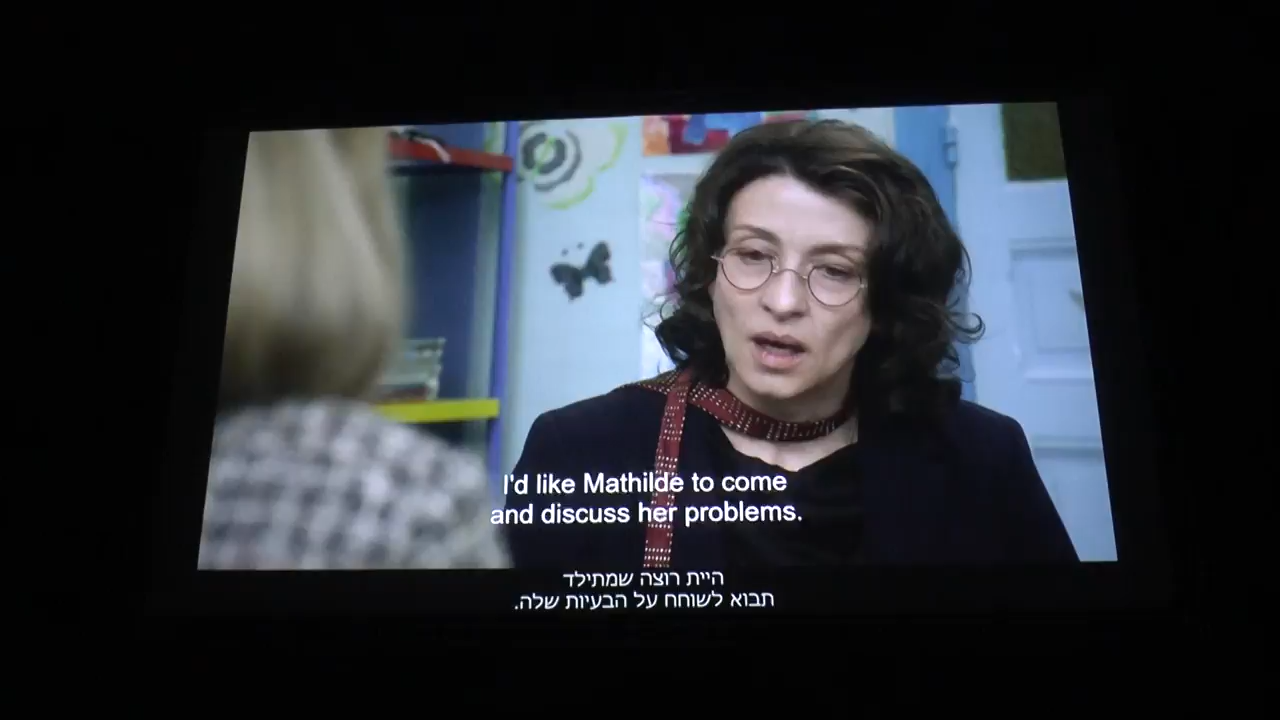 I'd like Mathilde to come
and discuss her problems.
היית רוצה שמתילד
תבוא לשוחח על הבעיות שלה.